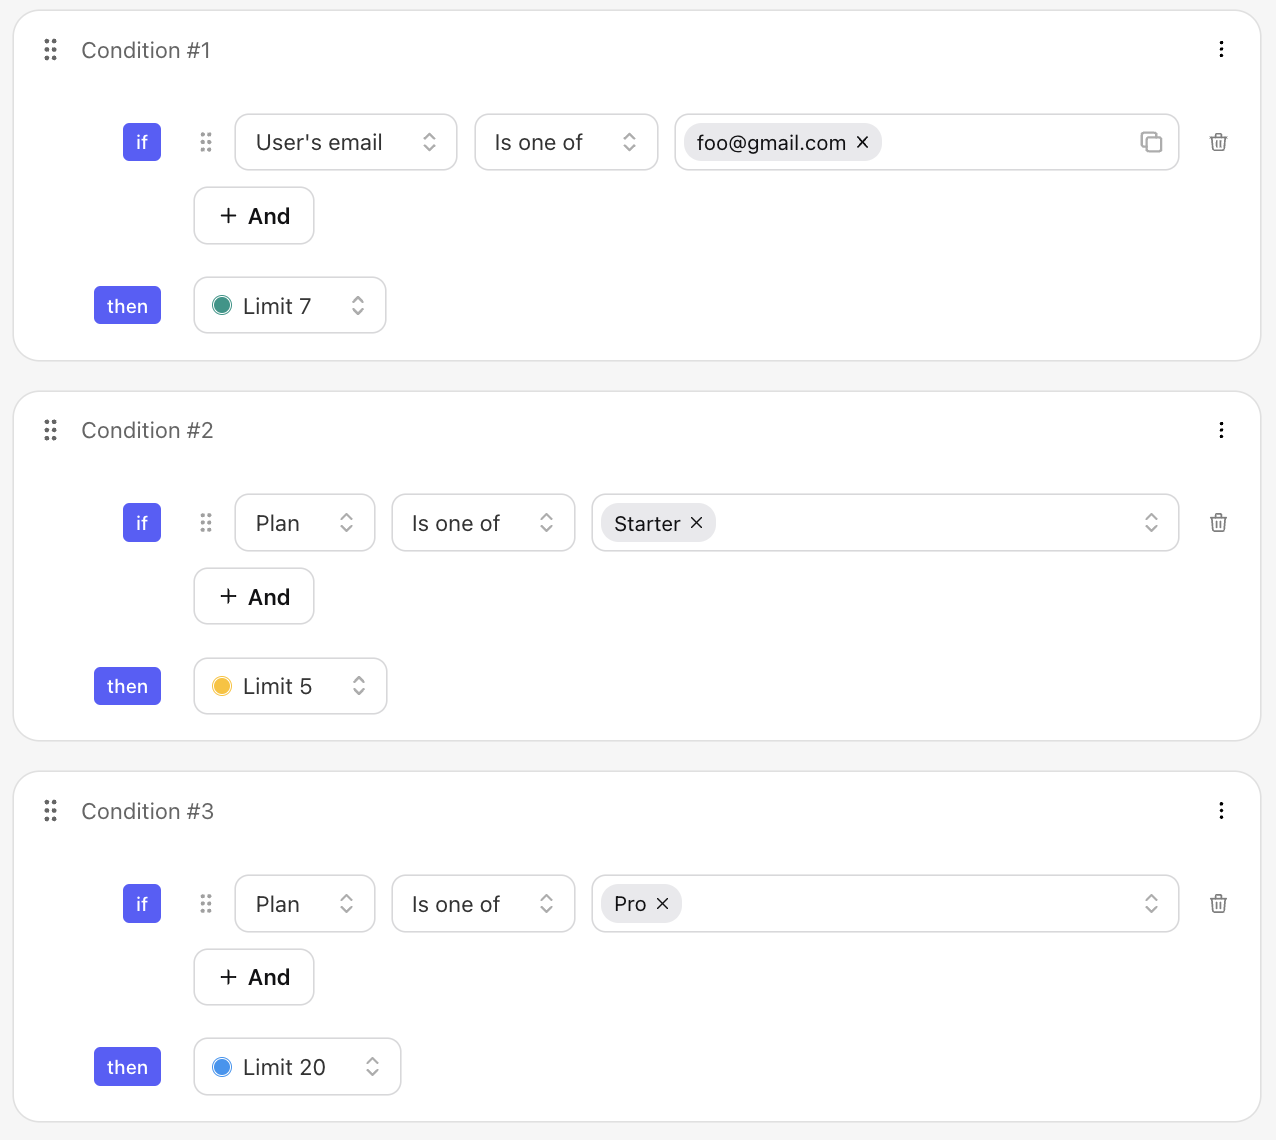 Condition #1
if User's email Is one of foo@gmail.com ×
+ And
then Limit 7
Condition #2
if Plan Is one of Starter ×
+ And
then Limit 5
Condition #3
if Plan Is one of Pro ×
+ And
then Limit 20